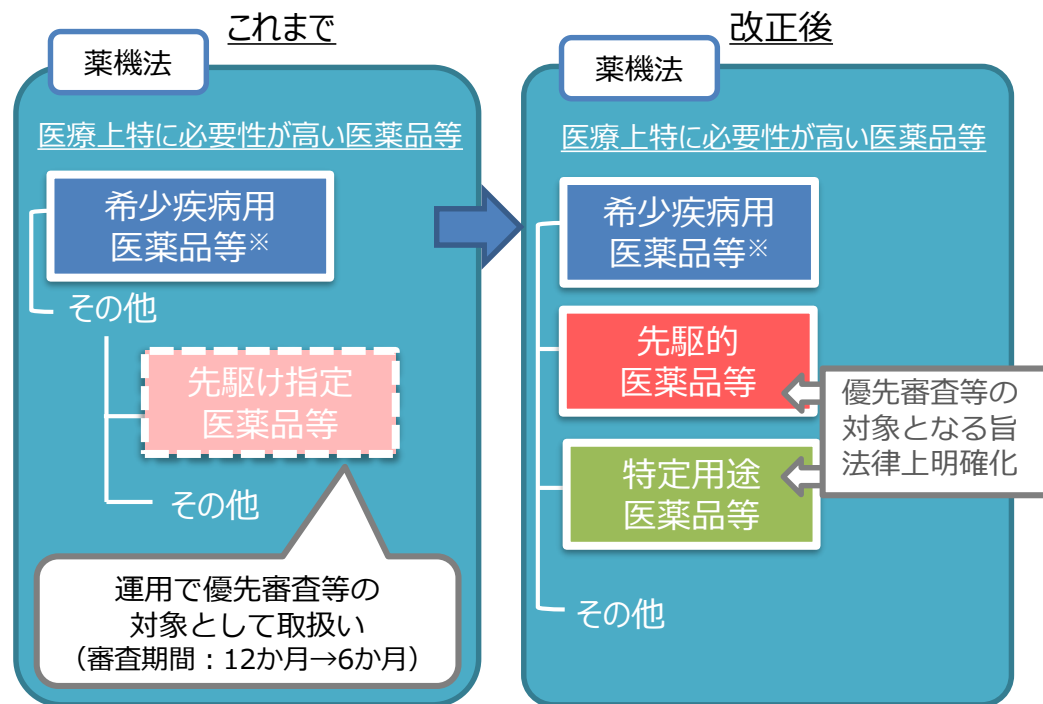 これまで
薬機法
医療上特に必要性が高い医薬品等
希少疾病用
医薬品等※
その他
先駆け指定
医薬品等
その他
運用で優先審査等の
対象として取扱い
（審査期間：12か月→6か月）
改正後
薬機法
医療上特に必要性が高い医薬品等
希少疾病用
医薬品等※
先駆的
医薬品等
特定用途
医薬品等
その他
優先審査等の
対象となる旨
法律上明確化